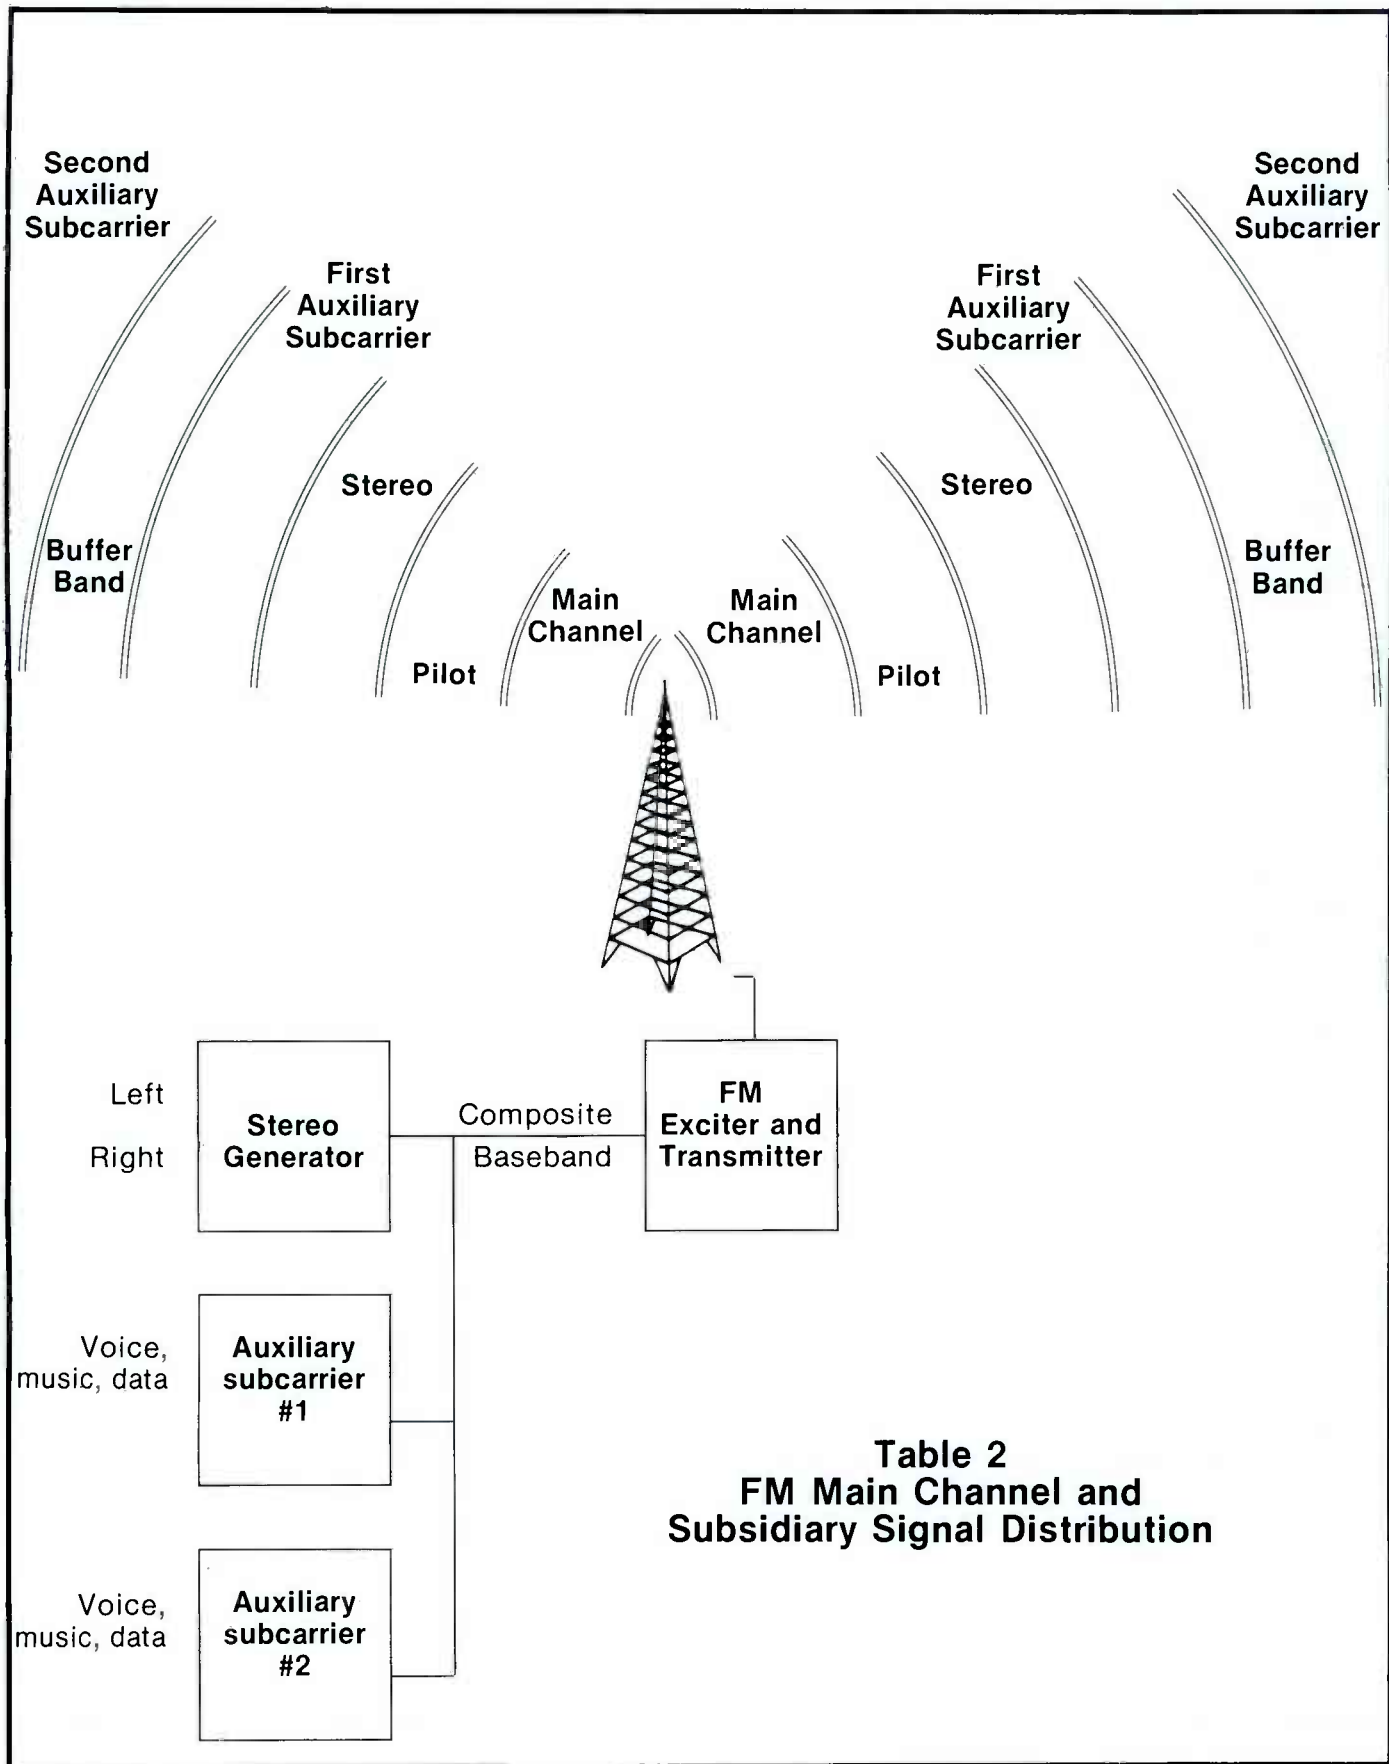 Second
Auxiliary
Subcarrier
Second
Auxiliary
Subcarrier
First
Auxiliary
Subcarrier
First
Auxiliary
Subcarrier
Stereo
Stereo
Buffer
Band
Buffer
Band
Main
Channel
Main
Channel
Pilot
Pilot
Left
Right
Stereo
Generator
Composite
Baseband
FM
Exciter and
Transmitter
Voice,
music, data
Auxiliary
subcarrier
#1
Table 2
FM Main Channel and
Subsidiary Signal Distribution
Voice,
music, data
Auxiliary
subcarrier
#2